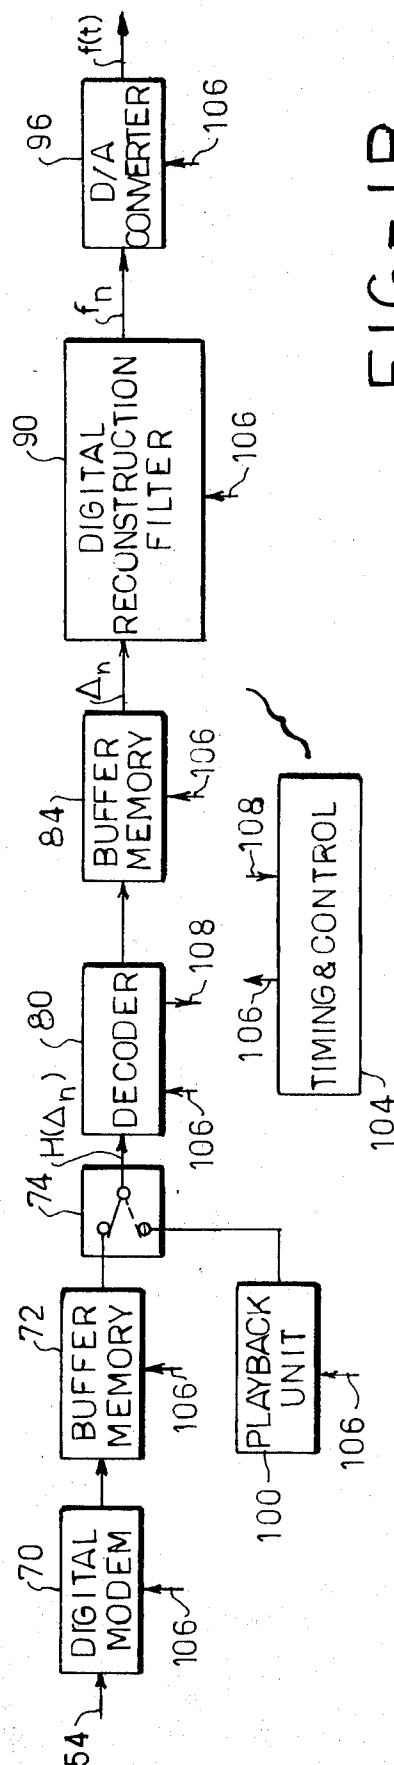 54
70
DIGITAL
MODEM
106
72
BUFFER
MEMORY
106
74
H(Δn)
80
DECODER
106
108
84
BUFFER
MEMORY
106
Δn
90
DIGITAL
RECONSTRUCTION
FILTER
106
fn
96
D/A
CONVERTER
106
f(t)
100
PLAYBACK
UNIT
106
104
TIMING & CONTROL
106
108
FIG-1B